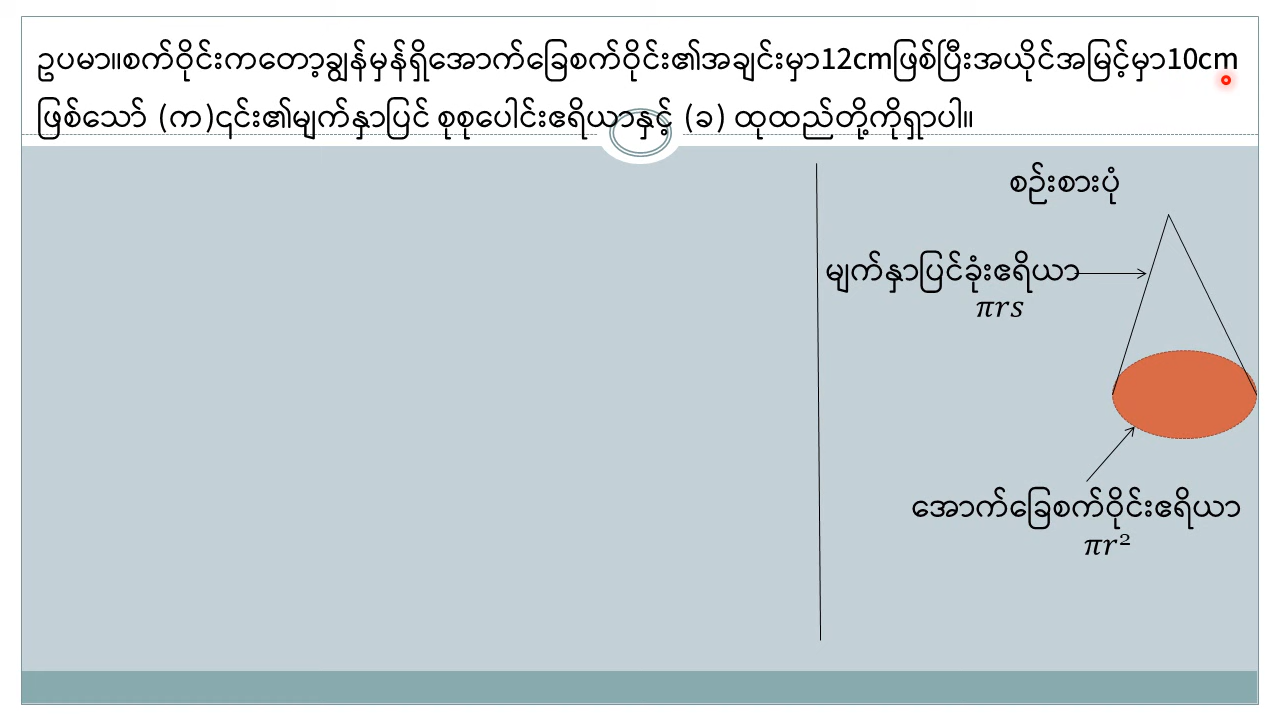 ဥပမာ။စက်ဝိုင်းကတော့ချွန်မှန်ရှိအောက်ခြေစက်ဝိုင်း၏အချင်းမှာ12cmဖြစ်ပြီးအယိုင်အမြင့်မှာ10cm
ဖြစ်သော် (က)၎င်း၏မျက်နှာပြင် စုစုပေါင်းဧရိယာနှင့် (ခ) ထုထည်တို့ကိုရှာပါ။
စဉ်းစားပုံ
မျက်နှာပြင်ခုံးဧရိယာ
πrs
အောက်ခြေစက်ဝိုင်းဧရိယာ
πr²